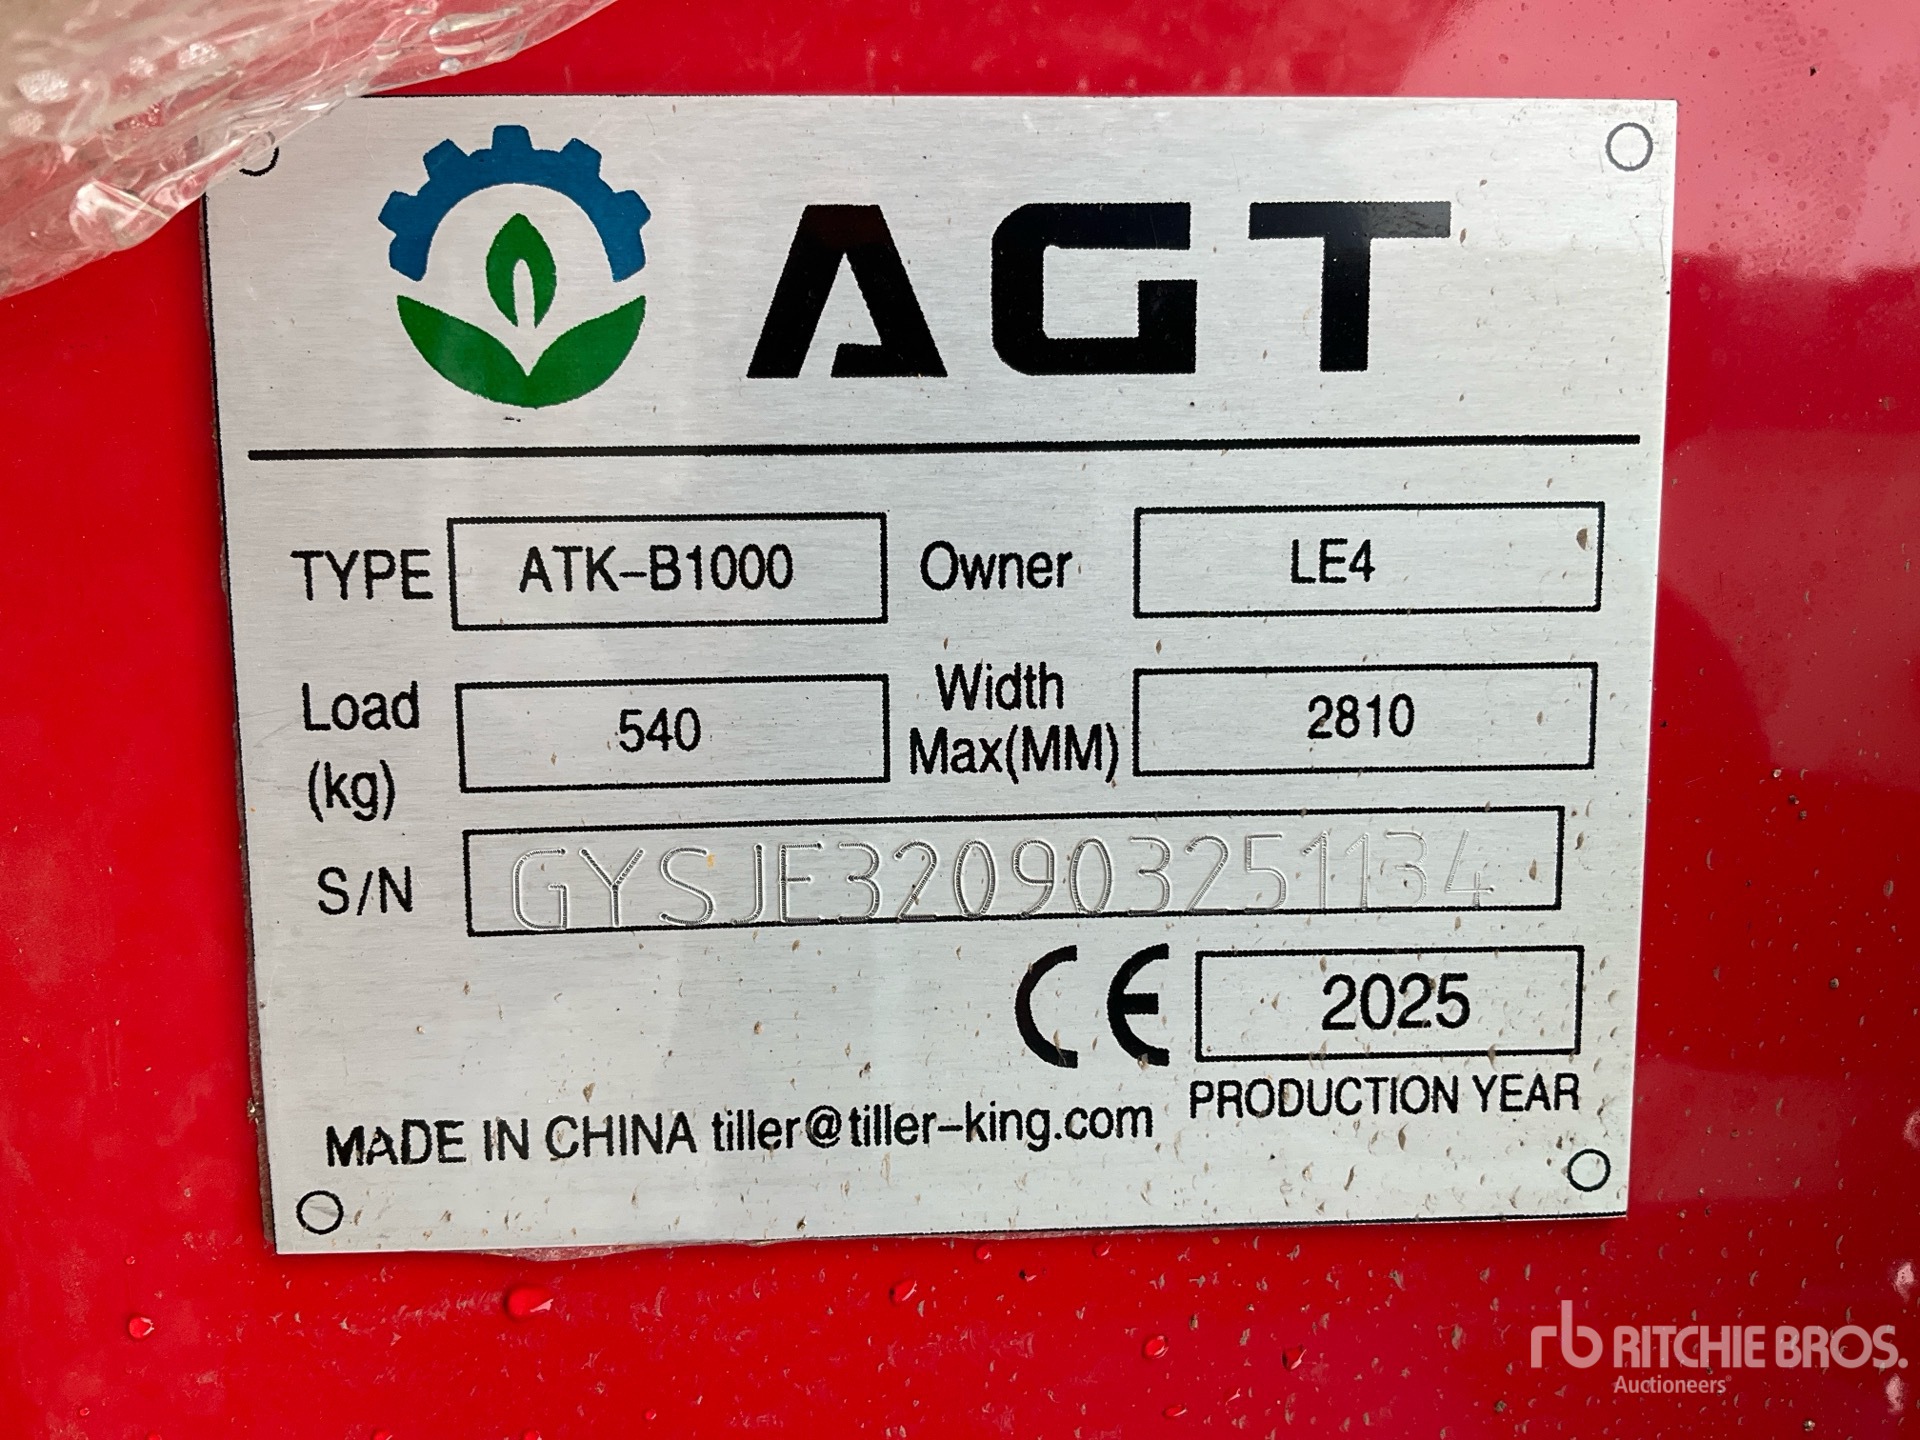 AGT
TYPE ATK-B1000 Owner LE4
Load (kg) 540 Width Max(MM) 2810
S/N GYSJE320903251134
CE 2025
PRODUCTION YEAR
MADE IN CHINA tiller@tiller-king.com
rb RITCHIE BROS.
Auctioneers